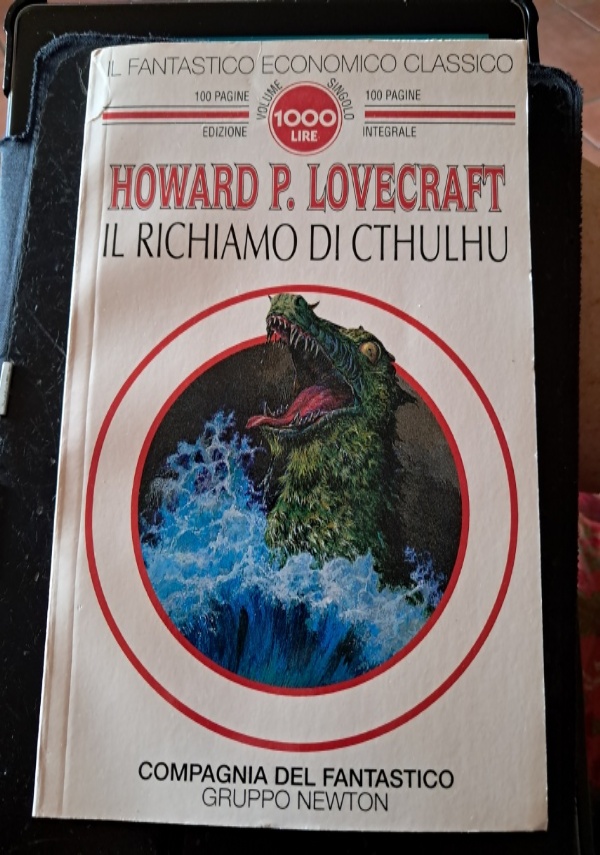 IL FANTASTICO ECONOMICO CLASSICO
100 PAGINE
VOLUME SINGOLO
100 PAGINE
1000
LIRE
EDIZIONE
INTEGRALE
HOWARD P. LOVECRAFT
IL RICHIAMO DI CTHULHU
COMPAGNIA DEL FANTASTICO
GRUPPO NEWTON